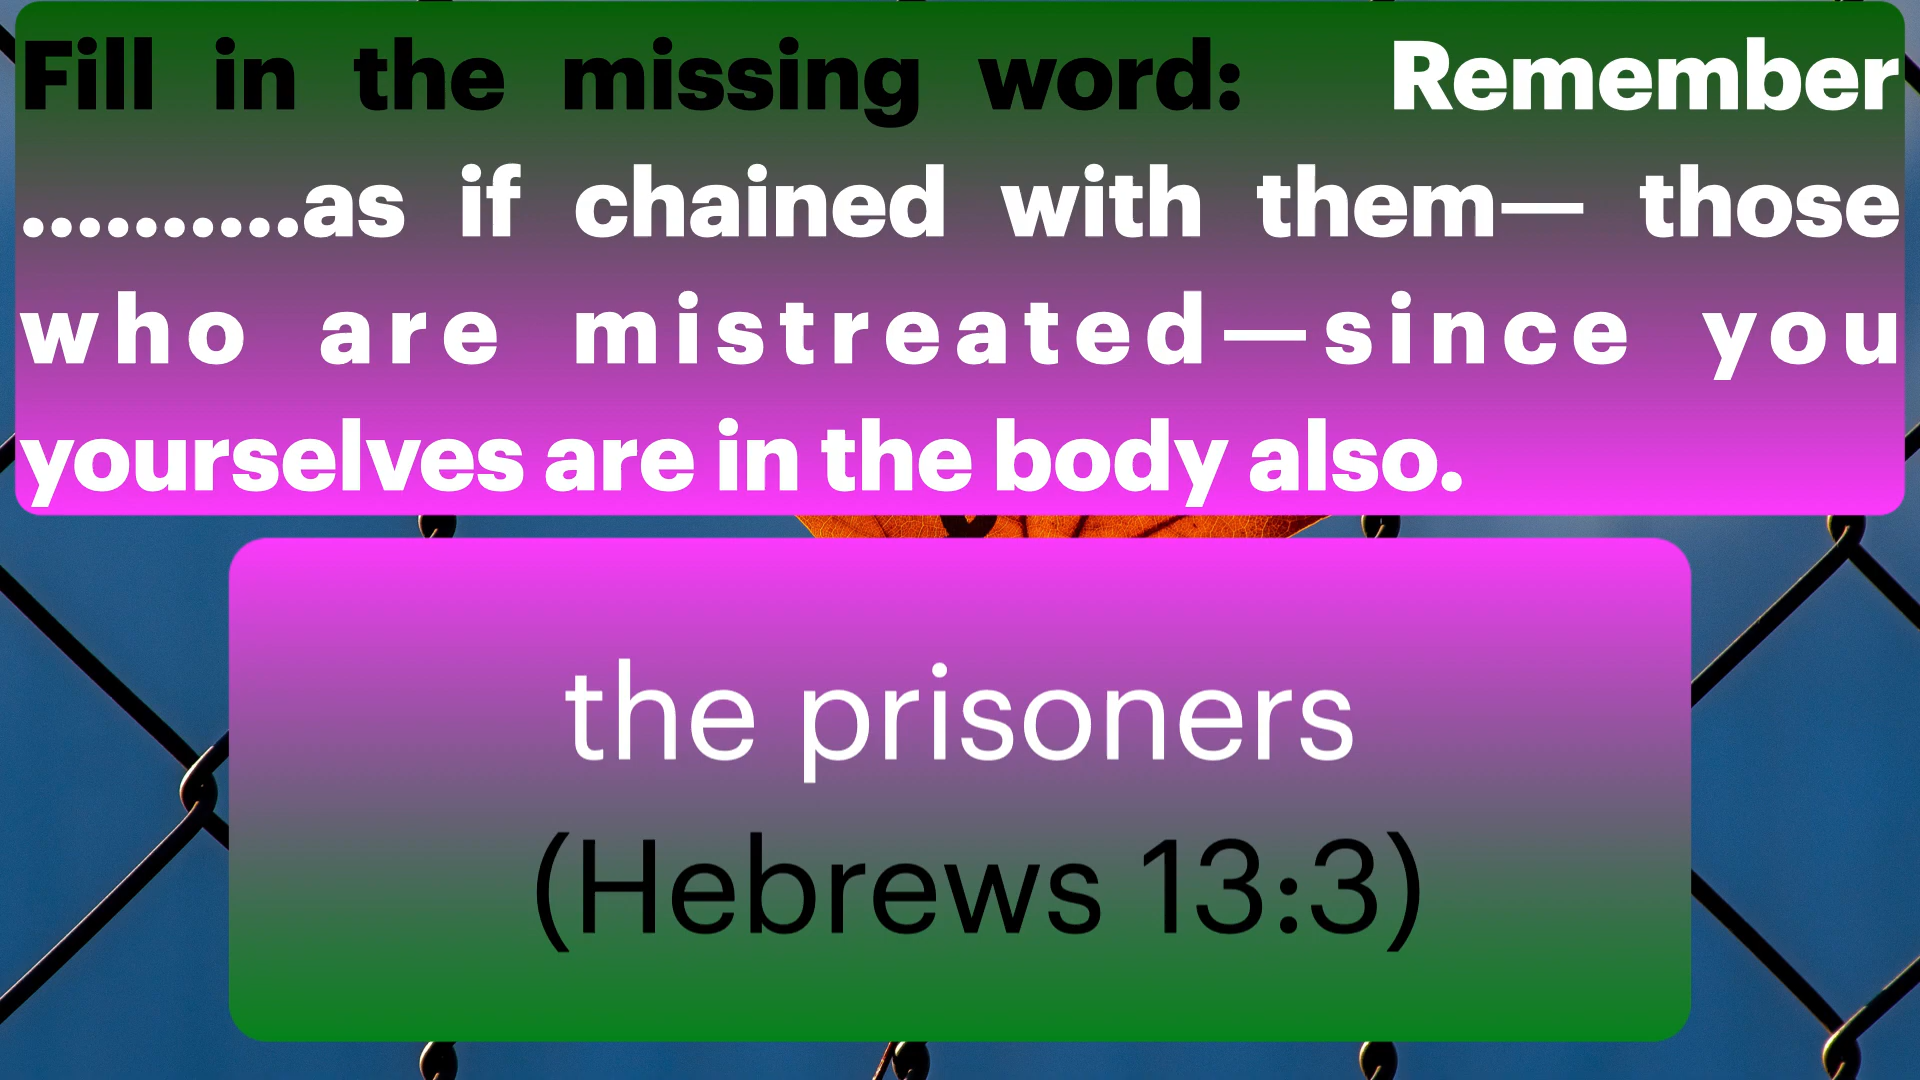 Fill in the missing word: Remember
..........as if chained with them— those
who are mistreated—since you
yourselves are in the body also.
the prisoners
(Hebrews 13:3)